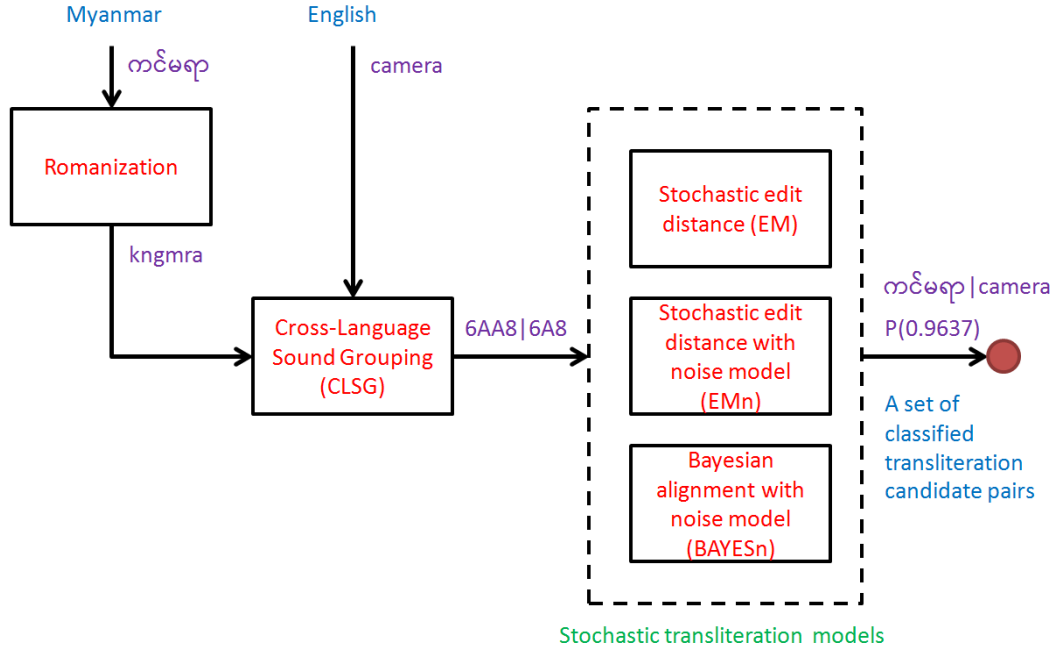 Myanmar
English
ကင်မရာ
camera
Romanization
kngmra
Cross-Language
Sound Grouping
(CLSG)
6AA8|6A8
Stochastic edit
distance (EM)
Stochastic edit
distance with
noise model
(EMn)
Bayesian
alignment with
noise model
(BAYESn)
Stochastic transliteration models
ကင်မရာ|camera
P(0.9637)
A set of
classified
transliteration
candidate pairs